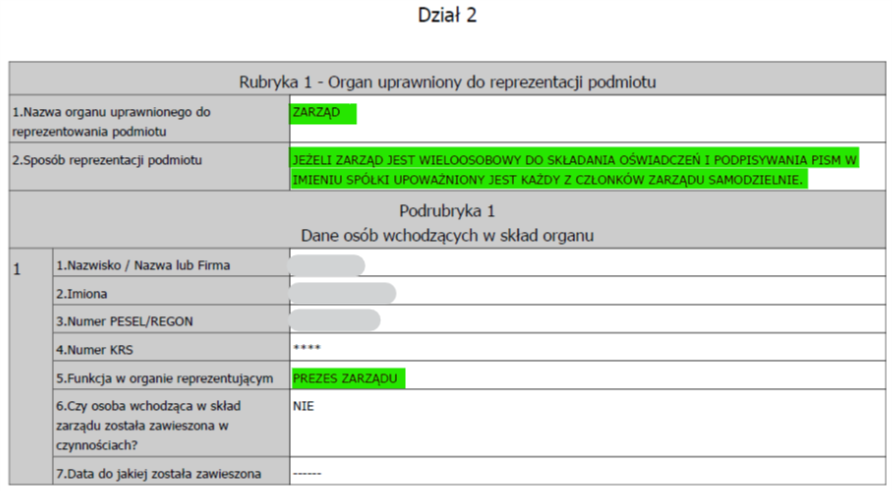 Dział 2
Rubryka 1 - Organ uprawniony do reprezentacji podmiotu
1.Nazwa organu uprawnionego do
reprezentowania podmiotu
ZARZĄD
2.Sposób reprezentacji podmiotu
JEŻELI ZARZĄD JEST WIELOOSOBOWY DO SKŁADANIA OŚWIADCZEŃ I PODPISYWANIA PISM W
IMIENIU SPÓŁKI UPOWAŻNIONY JEST KAŻDY Z CZŁONKÓW ZARZĄDU SAMODZIELNIE.
Podrubryka 1
Dane osób wchodzących w skład organu
1
1.Nazwisko / Nazwa lub Firma
2.Imiona
3.Numer PESEL/REGON
4.Numer KRS
****
5.Funkcja w organie reprezentującym
PREZES ZARZĄDU
6.Czy osoba wchodząca w skład
zarządu została zawieszona w
czynnościach?
NIE
7.Data do jakiej została zawieszona
------